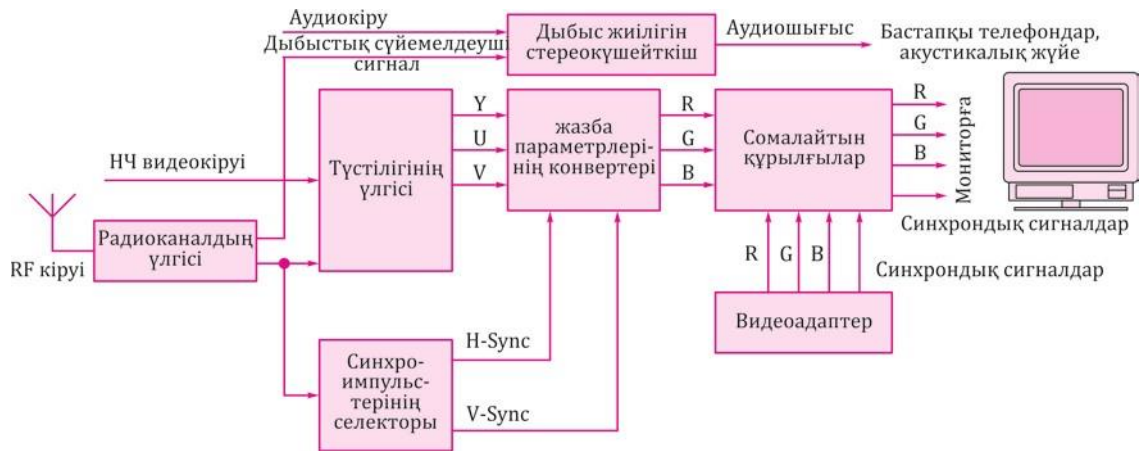 Аудиокіру
Дыбыстық сүйемелдеуші
сигнал
Дыбыс жиілігін
стереокүшейткіш
Аудиошығыс
Бастапқы телефондар,
акустикалық жүйе
НЧ видеокіруі
Түстілігінің
үлгісі
Y
U
V
жазба
параметрлері-
нің конвертері
R
G
B
Сомалайтын
құрылғылар
R
G
B
Мониторға
Синхрондық сигналдар
RF кіруі
Радиоканалдың
үлгісі
R
G
B
Синхрондық сигналдар
Видеоадаптер
Синхро-
импульс-
терінің
селекторы
H-Sync
V-Sync